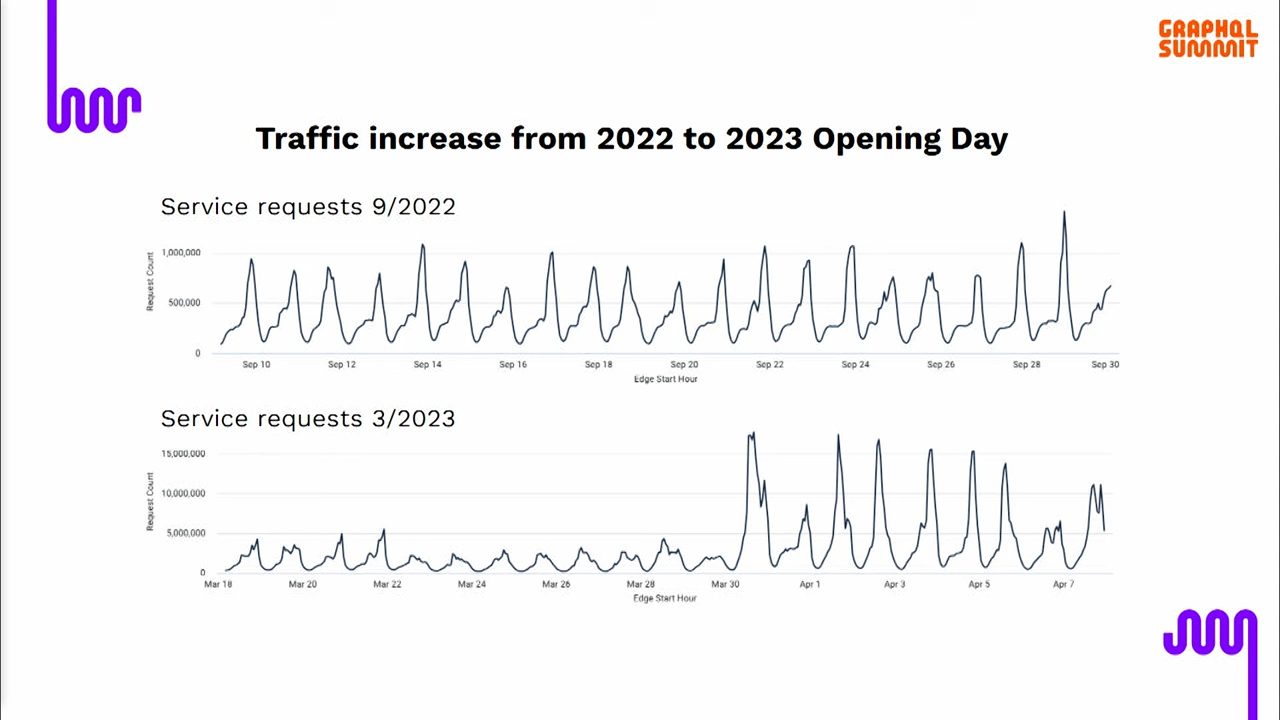 GRAPHQL
SUMMIT
Traffic increase from 2022 to 2023 Opening Day
Service requests 9/2022
Request Count
1,000,000
500,000
0
Sep 10 Sep 12 Sep 14 Sep 16 Sep 18 Sep 20 Sep 22 Sep 24 Sep 26 Sep 28 Sep 30
Edge Start Hour
Service requests 3/2023
Request Count
15,000,000
10,000,000
5,000,000
0
Mar 18 Mar 20 Mar 22 Mar 24 Mar 26 Mar 28 Mar 30 Apr 1 Apr 3 Apr 5 Apr 7
Edge Start Hour